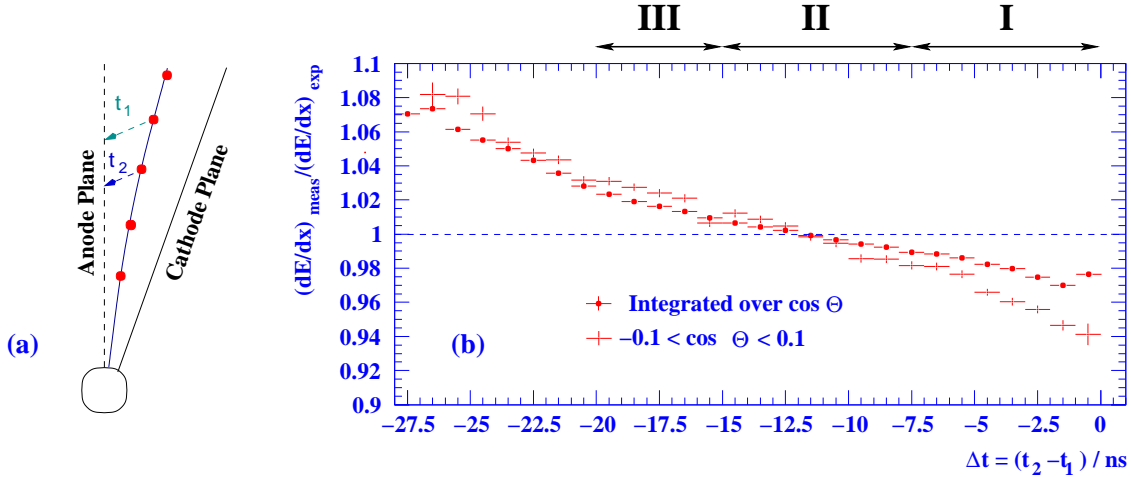 III II I
t1
t2
Anode Plane
Cathode Plane
(a)
(dE/dx) meas/(dE/dx) exp
1.1
1.08
1.06
1.04
1.02
1
0.98
0.96
0.94
0.92
0.9
Integrated over cos Θ
−0.1 < cos Θ < 0.1
(b)
−27.5 −25 −22.5 −20 −17.5 −15 −12.5 −10 −7.5 −5 −2.5 0
Δt = (t2 −t1) / ns